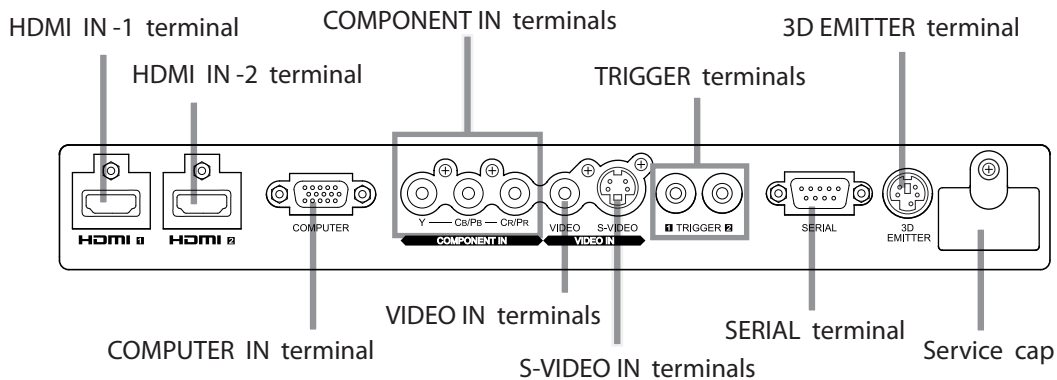 COMPONENT IN terminals
HDMI IN -1 terminal
3D EMITTER terminal
HDMI IN -2 terminal
TRIGGER terminals
HDMI 1
HDMI 2
COMPUTER
Y CB/PB CR/PR
COMPONENT IN
VIDEO S-VIDEO
VIDEO IN
1 TRIGGER 2
SERIAL
3D
EMITTER
VIDEO IN terminals
SERIAL terminal
COMPUTER IN terminal
Service cap
S-VIDEO IN terminals